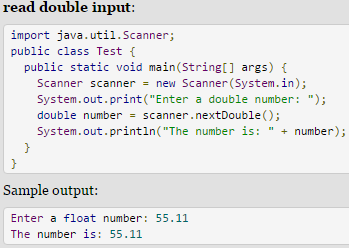 read double input:
import java.util.Scanner;
public class Test {
  public static void main(String[] args) {
    Scanner scanner = new Scanner(System.in);
    System.out.print("Enter a double number: ");
    double number = scanner.nextDouble();
    System.out.println("The number is: " + number);
  }
}
Sample output:
Enter a float number: 55.11
The number is: 55.11